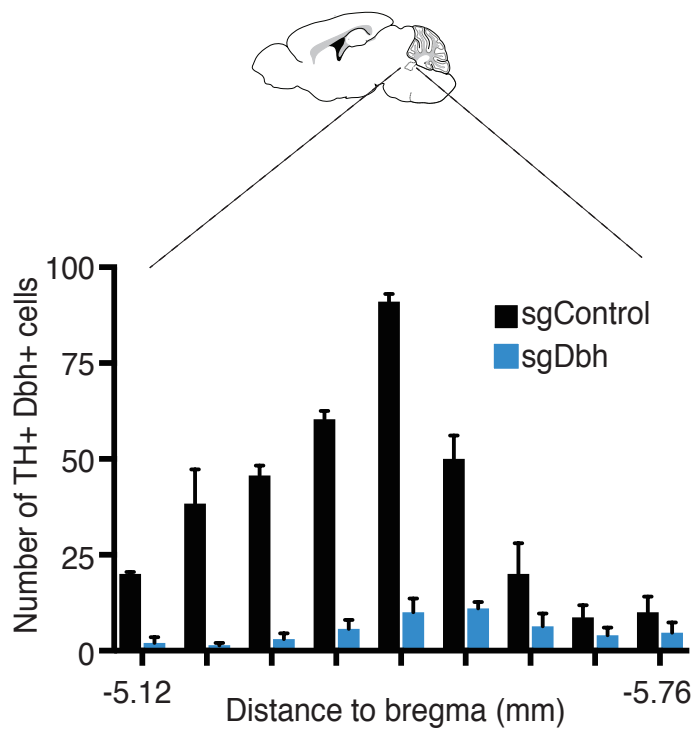 100
75
50
25
0
Number of TH+ Dbh+ cells
sgControl
sgDbh
-5.12
-5.76
Distance to bregma (mm)